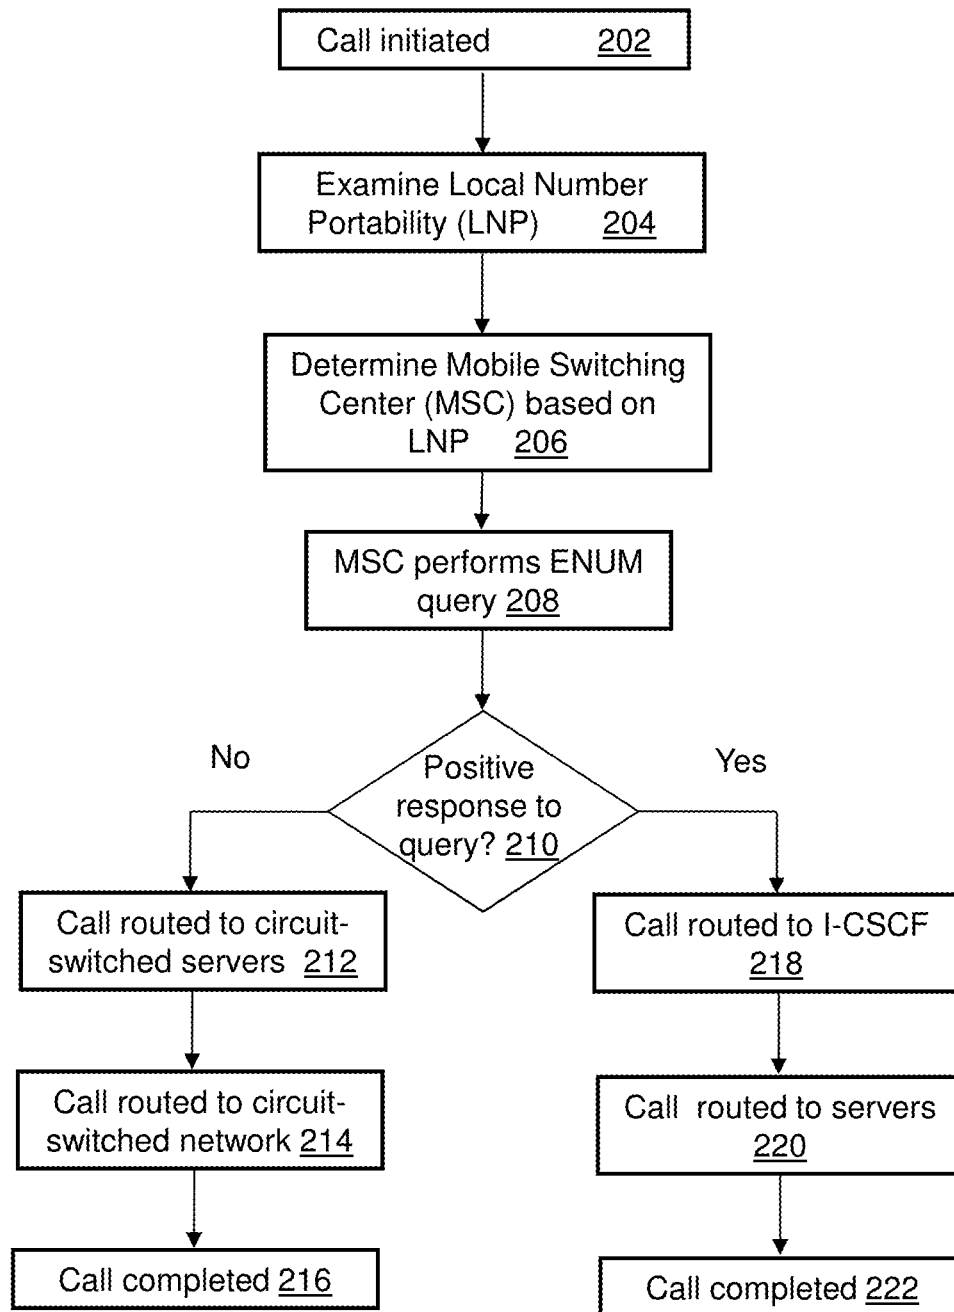 Call initiated 202
Examine Local Number
Portability (LNP) 204
Determine Mobile Switching
Center (MSC) based on
LNP 206
MSC performs ENUM
query 208
No
Positive
response to
query? 210
Yes
Call routed to circuit-
switched servers 212
Call routed to I-CSCF
218
Call routed to circuit-
switched network 214
Call routed to servers
220
Call completed 216
Call completed 222